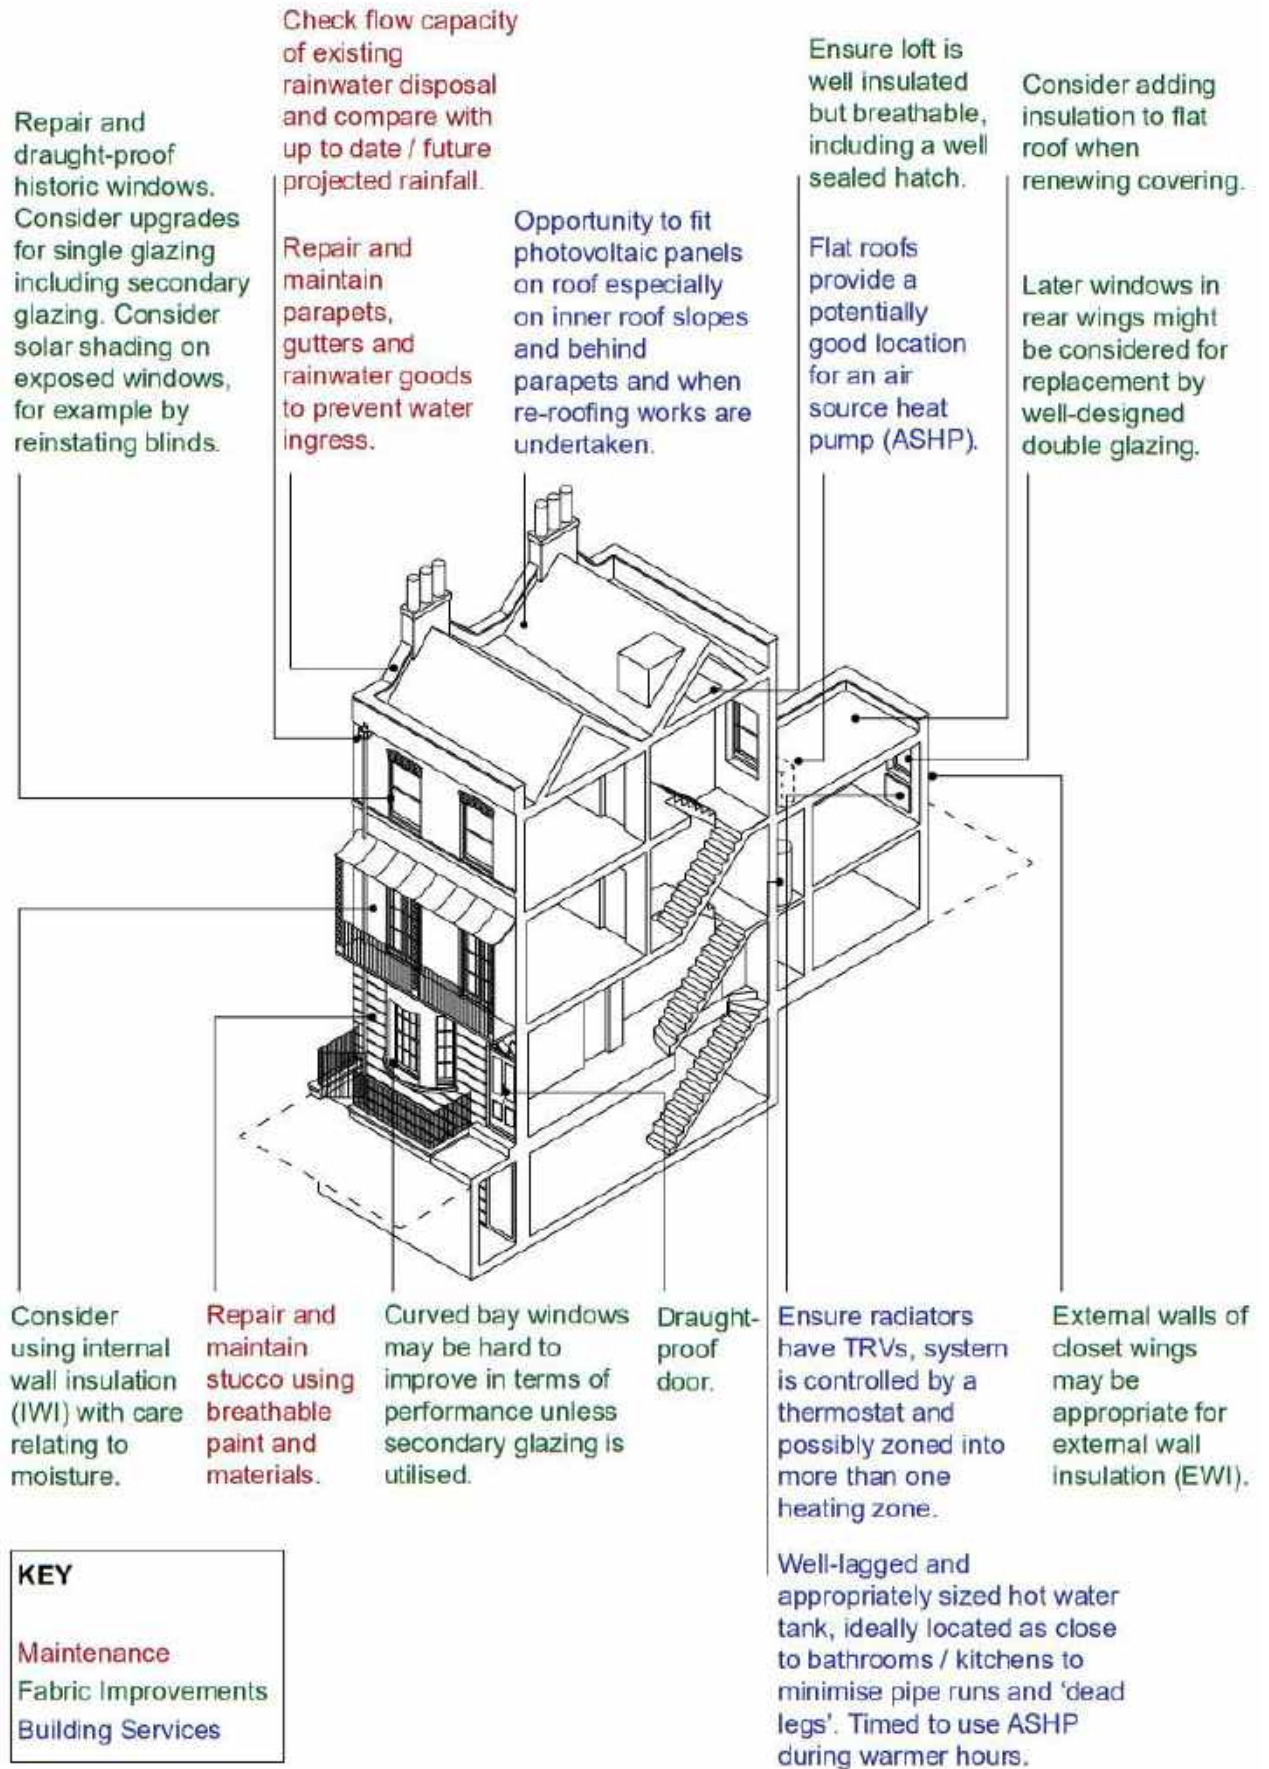 Check flow capacity
of existing
rainwater disposal
and compare with
up to date / future
projected rainfall.
Ensure loft is
well insulated
but breathable,
including a well
sealed hatch.
Consider adding
insulation to flat
roof when
renewing covering.
Repair and
draught-proof
historic windows.
Consider upgrades
for single glazing
including secondary
glazing. Consider
solar shading on
exposed windows,
for example by
reinstating blinds.
Repair and
maintain
parapets,
gutters and
rainwater goods
to prevent water
ingress.
Opportunity to fit
photovoltaic panels
on roof especially
on inner roof slopes
and behind
parapets and when
re-roofing works are
undertaken.
Flat roofs
provide a
potentially
good location
for an air
source heat
pump (ASHP).
Later windows in
rear wings might
be considered for
replacement by
well-designed
double glazing.
Consider
using internal
wall insulation
(IWI) with care
relating to
moisture.
Repair and
maintain
stucco using
breathable
paint and
materials.
Curved bay windows
may be hard to
improve in terms of
performance unless
secondary glazing is
utilised.
Draught-
proof
door.
Ensure radiators
have TRVs, system
is controlled by a
thermostat and
possibly zoned into
more than one
heating zone.
External walls of
closet wings
may be
appropriate for
external wall
insulation (EWI).
Well-lagged and
appropriately sized hot water
tank, ideally located as close
to bathrooms / kitchens to
minimise pipe runs and ‘dead
legs’. Timed to use ASHP
during warmer hours.
KEY
Maintenance
Fabric Improvements
Building Services